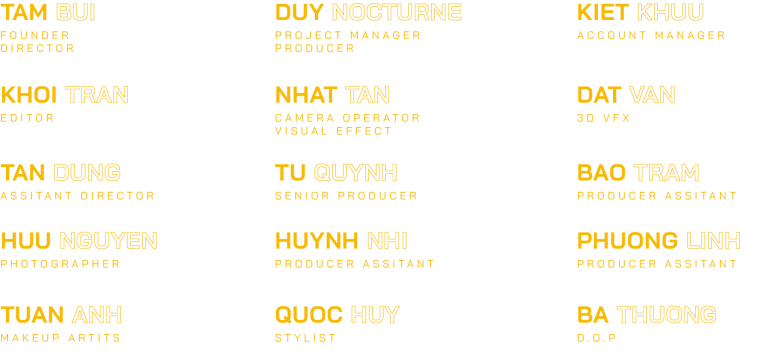 TAM BUI
FOUNDER
DIRECTOR
DUY NOCTURNE
PROJECT MANAGER
PRODUCER
KIET KHUU
ACCOUNT MANAGER
KHOI TRAN
EDITOR
NHAT TAN
CAMERA OPERATOR
VISUAL EFFECT
DAT VAN
3D VFX
TAN DUNG
ASSITANT DIRECTOR
TU QUYNH
SENIOR PRODUCER
BAO TRAM
PRODUCER ASSITANT
HUU NGUYEN
PHOTOGRAPHER
HUYNH NHI
PRODUCER ASSITANT
PHUONG LINH
PRODUCER ASSITANT
TUAN ANH
MAKEUP ARTITS
QUOC HUY
STYLIST
BA THUONG
D.O.P